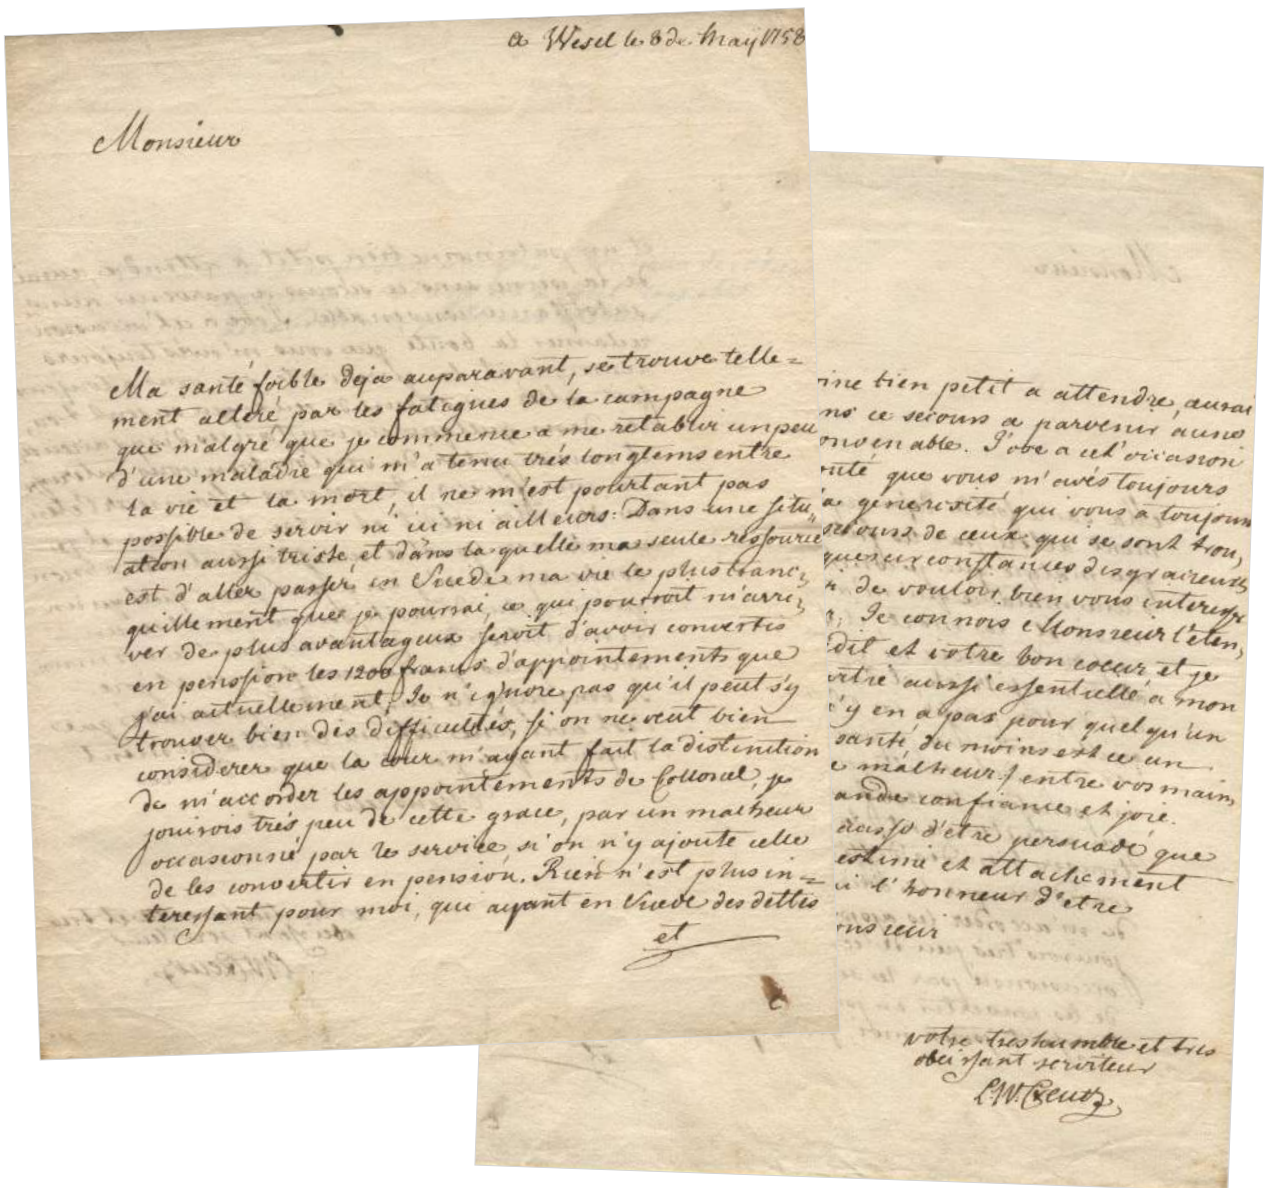 a Wesel le 8 de May 1758
Monsieur
Ma santé foible deja auparavant, se trouve telle=
ment alteré par les fatigues de la campagne
que malgré que je commence a me retablir un peu
d'une maladie qui m'a tenu trés longtems entre
la vie et la mort, il ne m'est pourtant pas
possible de servir ni ici ni ailleurs: Dans une situ,,
ation aussi triste, et dans la quelle ma seule ressource
est d'aller passer en Suede ma vie le plus tranc,,
quillement que je pourrai, ce qui pourroit m'arri,,
ver de plus avantageux seroit d'avoir convertis
en pension les 1200 francs d'appointements que
j'ai actuellement. Je n'ignore pas qu'il peut s'y
trouver bien des difficultés, si on ne veut bien
considerer que la cour m'ayant fait la distinction
de m'accorder les appointements de Collonel, je
jouirois trés peu de cette grace, par un malheur
occasionné par le service, si on n'y ajoute celle
de les convertir en pension. Rien n'est plus in=
teressant pour moi, qui ayant en Suede des dettes
et
ine bien petit a attendre, aurai
ns ce secours a parvenir a une
onvenable. J'ose a cet occasion
onté que vous m'avés toujours
a generosité qui vous a toujours
secours de ceux qui se sont trou,,
ques circonstances disgracieuses
r de vouloir bien vous interesser
Je connois Monsieur l'eten,,
dit et votre bon coeur, et je
rtie aussi essentielle a mon
'y en a pas pour quelqu'un
santé, du moins est ce un
e malheur/ entre vos mains
ande confiance et joie.
d'etre persuadé que
estime et attachement
i l'honneur d'etre
onsieur
votre tres humble et tres
obeissant serviteur
C.W. Creutz